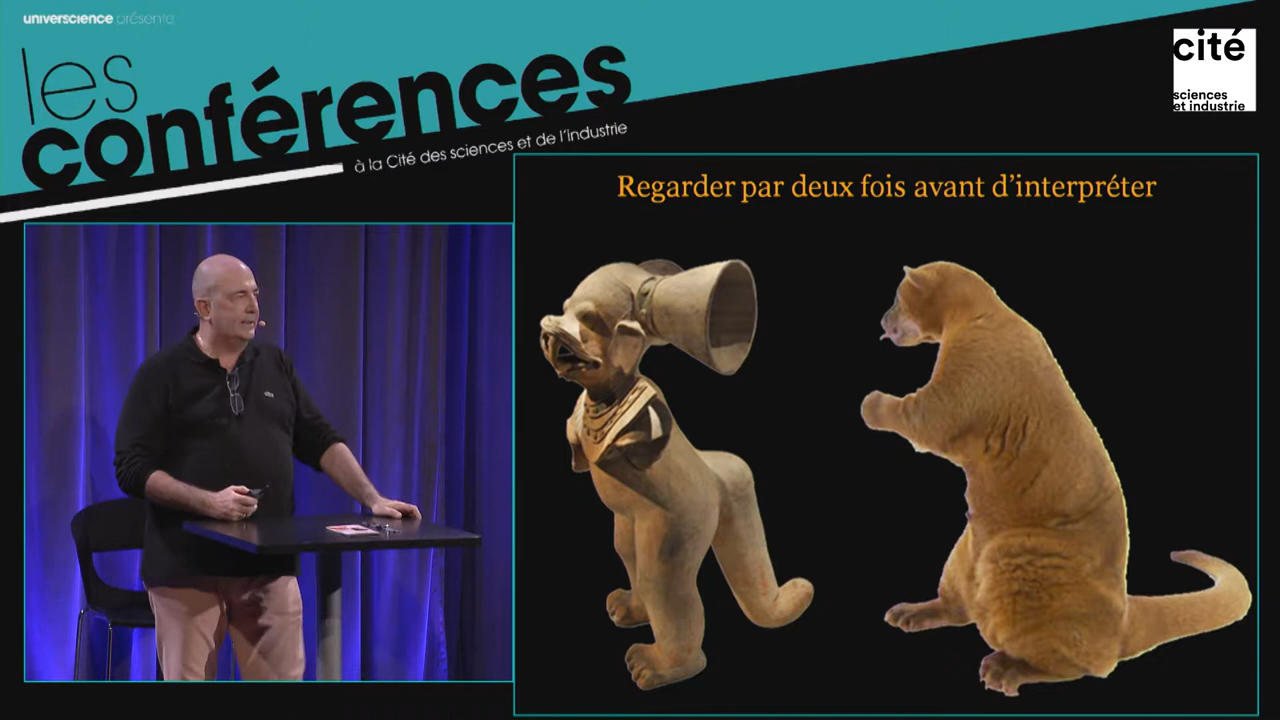 universcience présente
les
conférences
à la Cité des sciences et de l'industrie
cité
sciences
et industrie
Regarder par deux fois avant d'interpréter